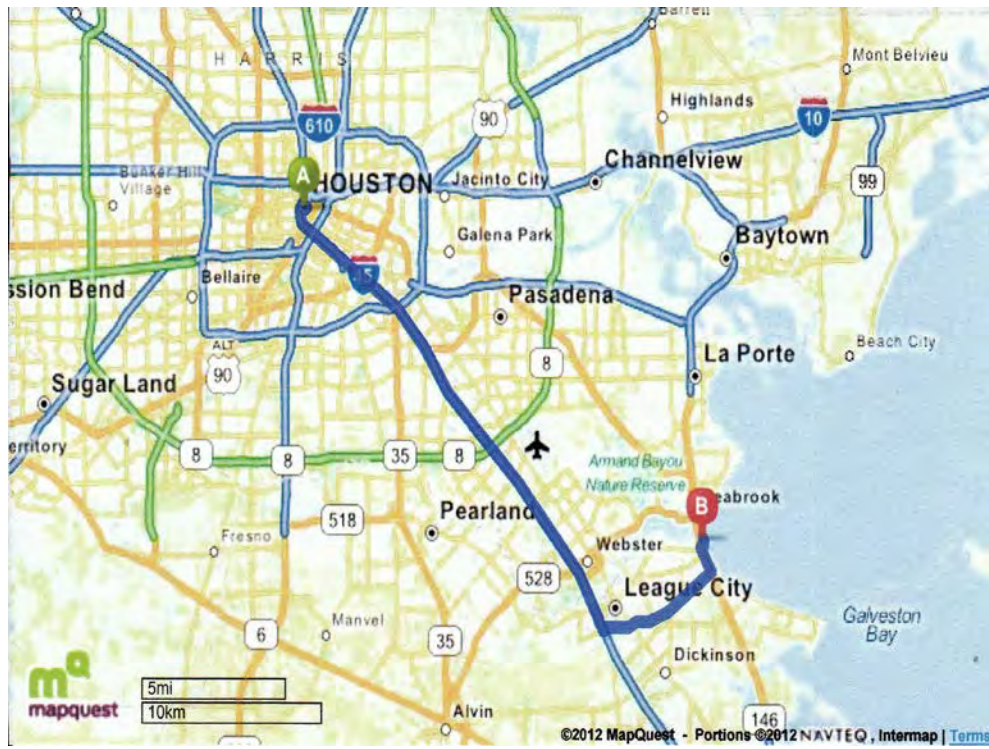 Barrell
HARRIS
Mont Belvieu
610
90
Highlands
10
Bunker Hill
Village
A
HOUSTON
Jacinto City
Channelview
99
Galena Park
Baytown
Bellaire
45
ssion Bend
Pasadena
ALT
90
8
La Porte
Beach City
Sugar Land
erritory
8
8
35
8
Armand Bayou
Nature Reserve
B
eabrook
518
Pearland
Fresno
Webster
528
League City
6
Manvel
35
Galveston
Bay
Dickinson
mapquest
5mi
10km
Alvin
146
©2012 MapQuest - Portions ©2012 NAVTEQ, Intermap | Terms